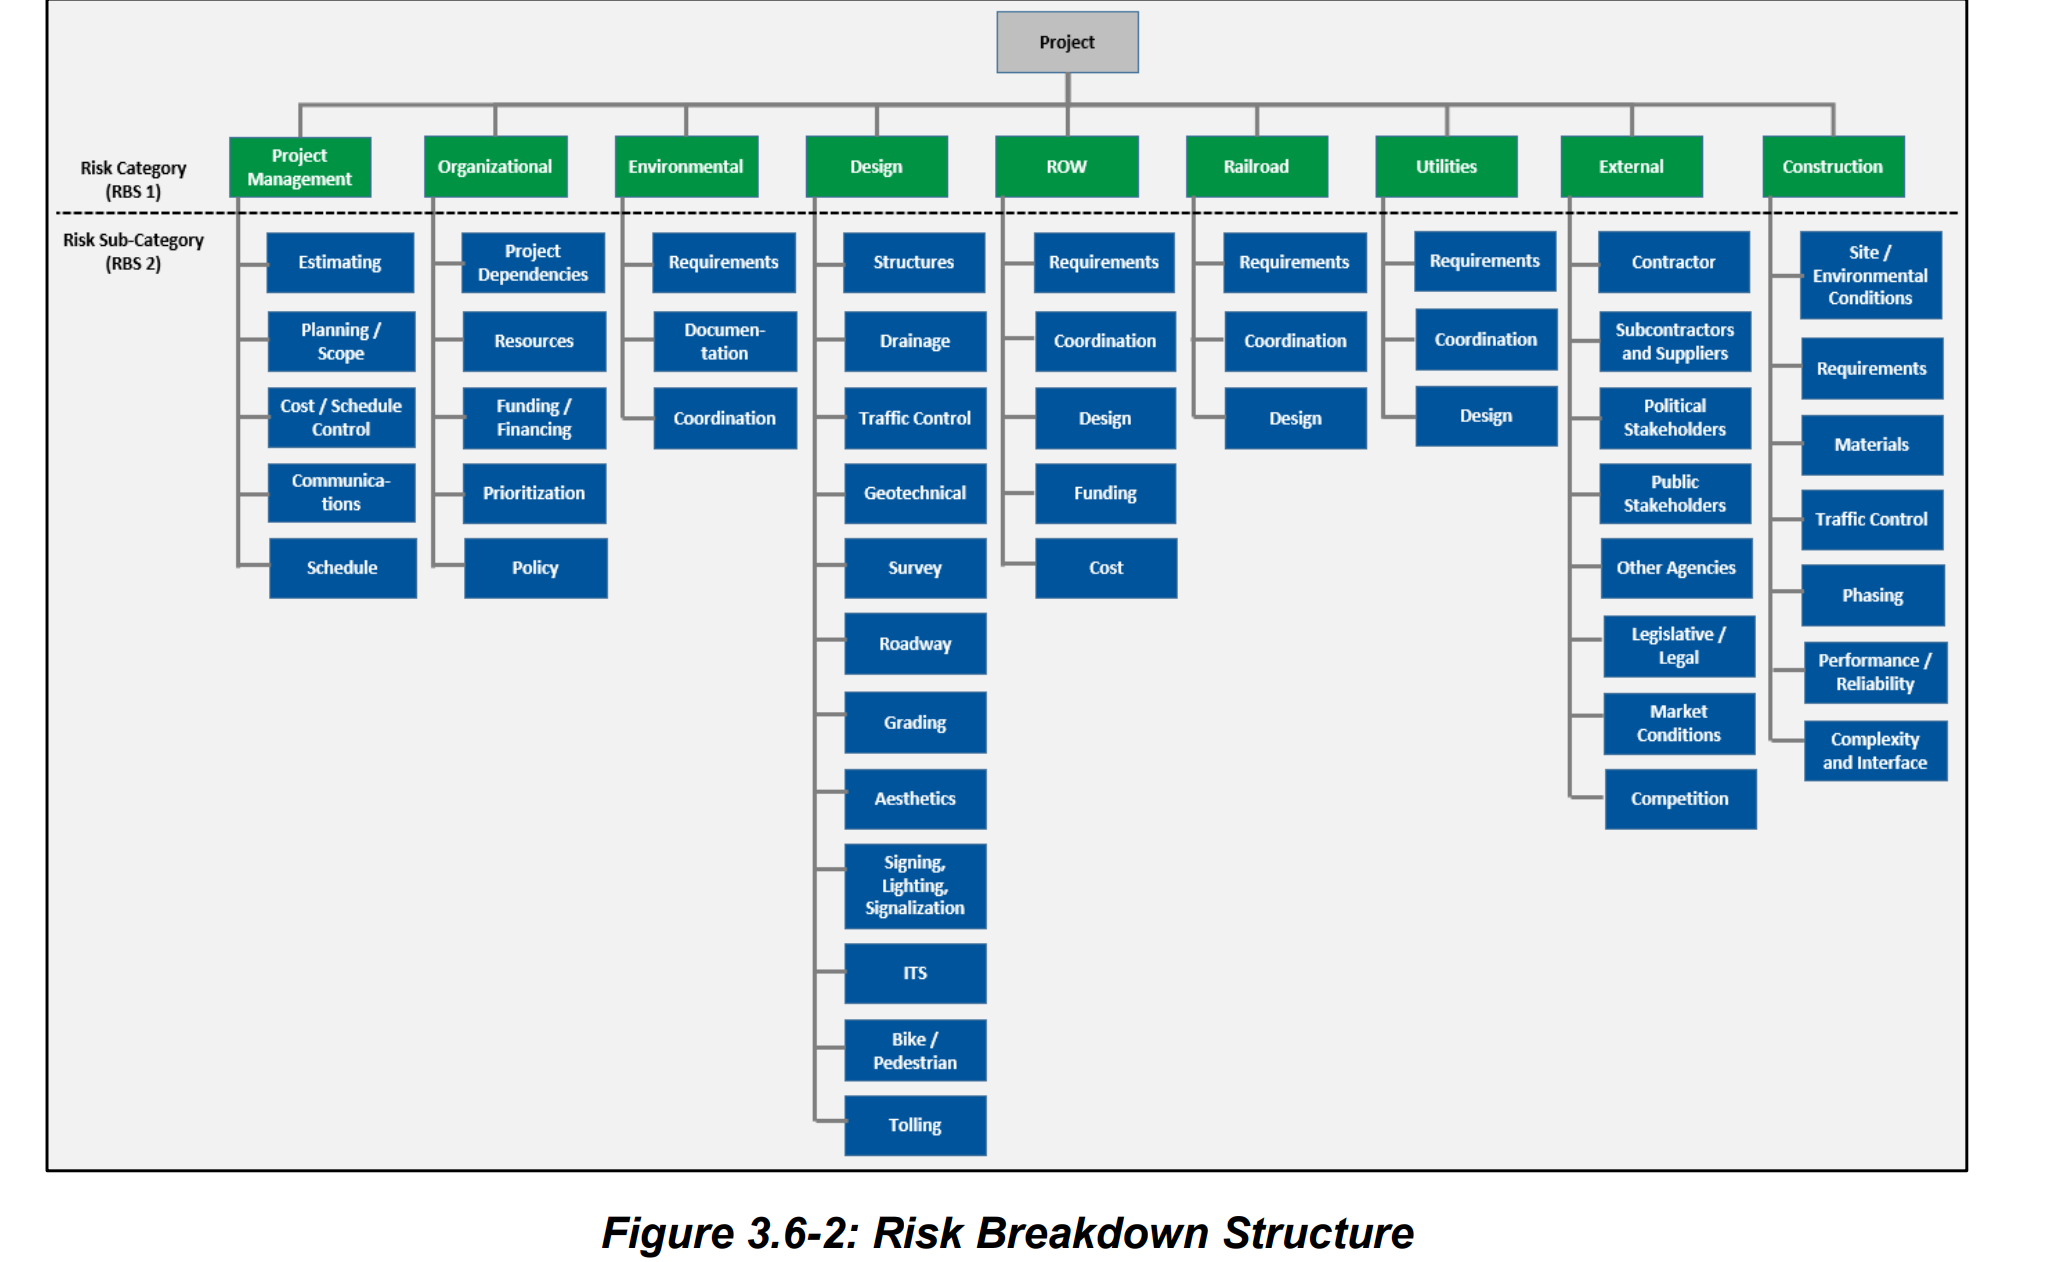 Project
Risk Category
(RBS 1)
Project
Management
Organizational
Environmental
Design
ROW
Railroad
Utilities
External
Construction
Risk Sub-Category
(RBS 2)
Estimating
Planning /
Scope
Cost / Schedule
Control
Communica-
tions
Schedule
Project
Dependencies
Resources
Funding /
Financing
Prioritization
Policy
Requirements
Documen-
tation
Coordination
Structures
Drainage
Traffic Control
Geotechnical
Survey
Roadway
Grading
Aesthetics
Signing,
Lighting,
Signalization
ITS
Bike /
Pedestrian
Tolling
Requirements
Coordination
Design
Funding
Cost
Requirements
Coordination
Design
Requirements
Coordination
Design
Contractor
Subcontractors
and Suppliers
Political
Stakeholders
Public
Stakeholders
Other Agencies
Legislative /
Legal
Market
Conditions
Competition
Site /
Environmental
Conditions
Requirements
Materials
Traffic Control
Phasing
Performance /
Reliability
Complexity
and Interface
Figure 3.6-2: Risk Breakdown Structure